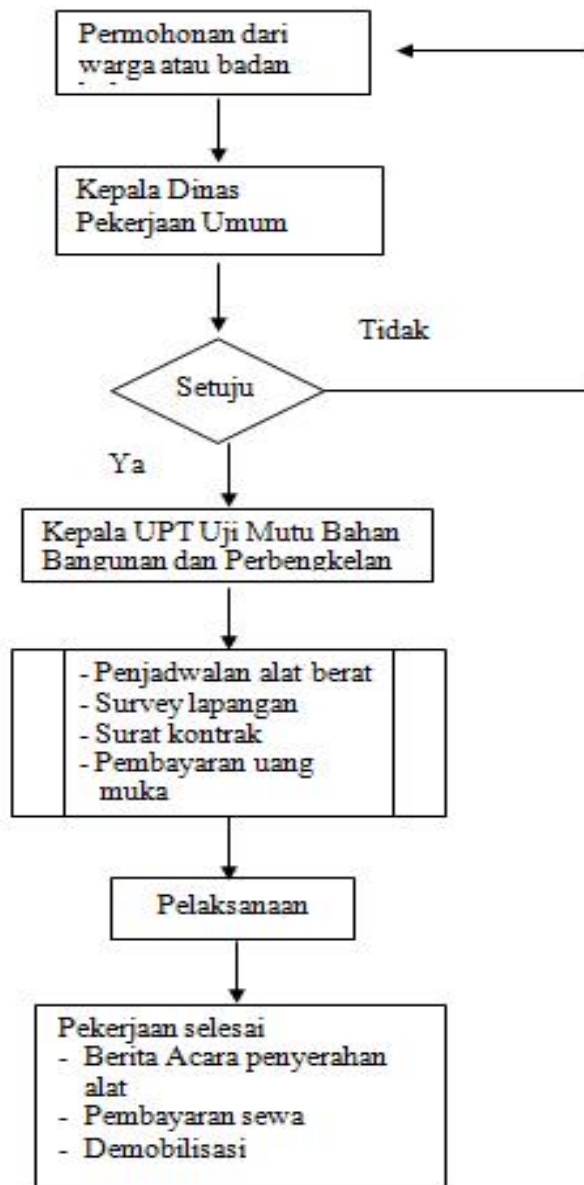 Permohonan dari
warga atau badan
Kepala Dinas
Pekerjaan Umum
Tidak
Setuju
Ya
Kepala UPT Uji Mutu Bahan
Bangunan dan Perbengkelan
- Penjadwalan alat berat
- Survey lapangan
- Surat kontrak
- Pembayaran uang
muka
Pelaksanaan
Pekerjaan selesai
- Berita Acara penyerahan
alat
- Pembayaran sewa
- Demobilisasi